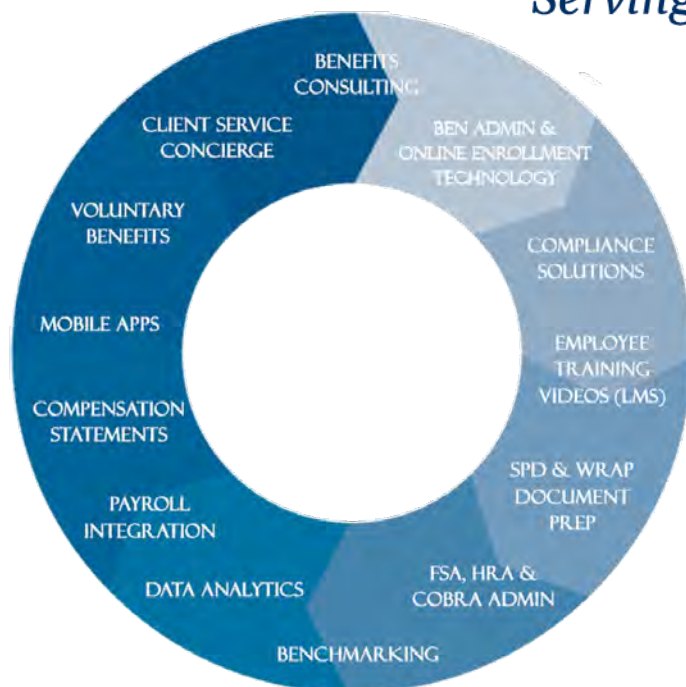 Serving
BENEFITS
CONSULTING
BEN ADMIN &
ONLINE ENROLLMENT
TECHNOLOGY
COMPLIANCE
SOLUTIONS
EMPLOYEE
TRAINING
VIDEOS (LMS)
SPD & WRAP
DOCUMENT
PREP
FSA, HRA &
COBRA ADMIN
BENCHMARKING
DATA ANALYTICS
PAYROLL
INTEGRATION
COMPENSATION
STATEMENTS
MOBILE APPS
VOLUNTARY
BENEFITS
CLIENT SERVICE
CONCIERGE